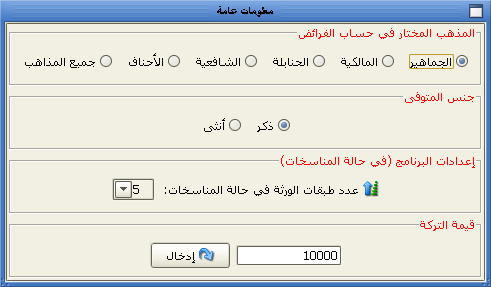 معلومات عامة
المذهب المختار في حساب الفرائض
الجماهير المالكية الحنابلة الشافعية الأحناف جميع المذاهب
جنس المتوفى
ذكر أنثى
إعدادات البرنامج (في حالة المناسخات)
عدد طبقات الورثة في حالة المناسخات: 5
قيمة التركة
10000 إدخال